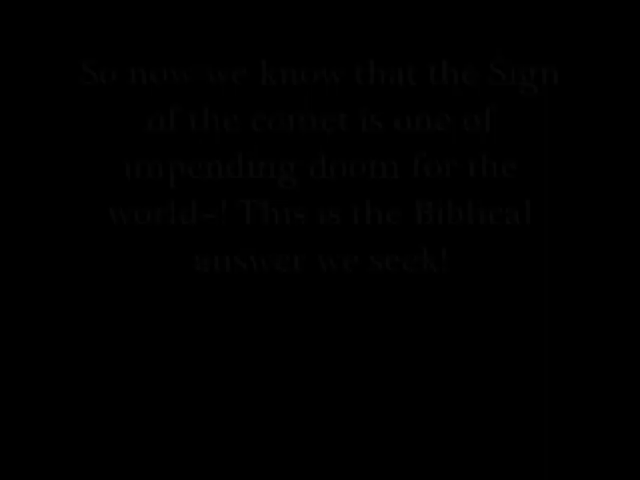 So now we know that the Sign
of the comet is one of
impending doom for the
world-! This is the Biblical
answer we seek!